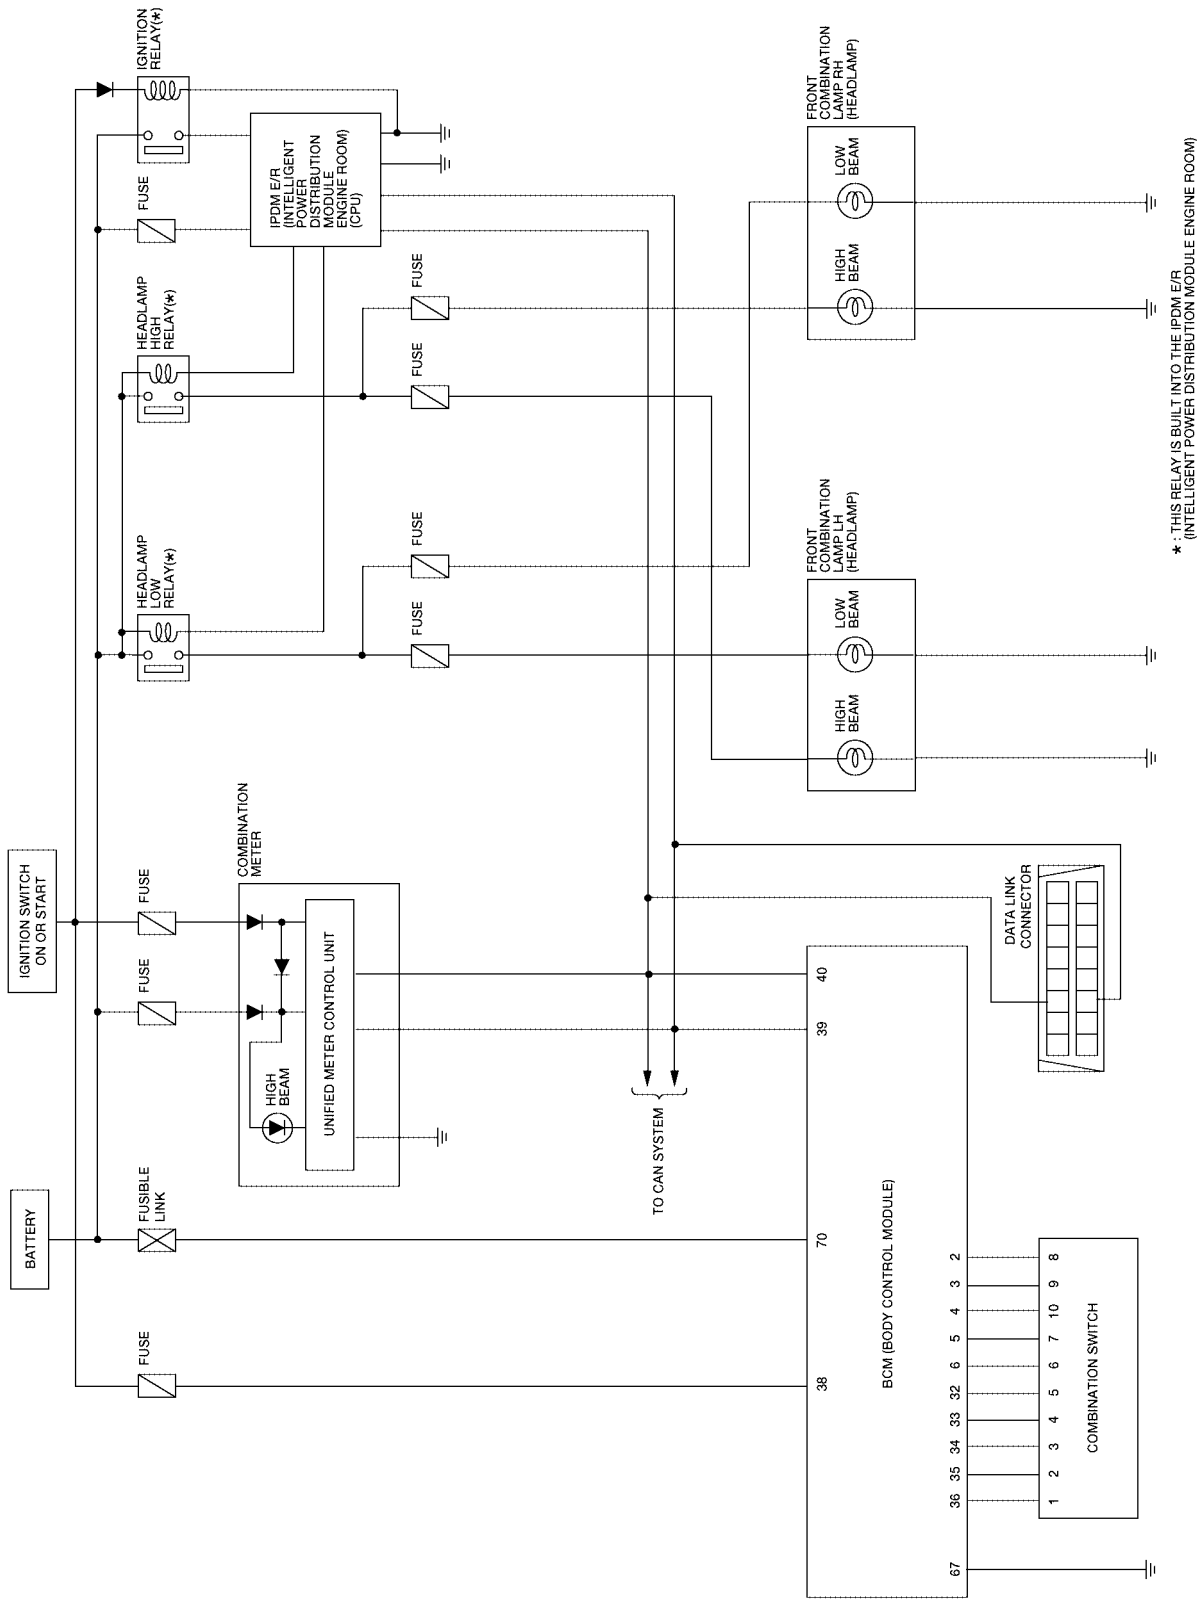 BATTERY
IGNITION SWITCH
ON OR START
FUSE
FUSIBLE
LINK
FUSE
FUSE
HEADLAMP
LOW
RELAY(*)
HEADLAMP
HIGH
RELAY(*)
FUSE
IGNITION
RELAY(*)
COMBINATION
METER
HIGH
BEAM
UNIFIED METER CONTROL UNIT
IPDM E/R
(INTELLIGENT
POWER
DISTRIBUTION
MODULE
ENGINE ROOM)
(CPU)
FUSE
FUSE
FUSE
FUSE
TO CAN SYSTEM
38
70
39
40
BCM (BODY CONTROL MODULE)
67
36
35
34
33
32
6
5
4
3
2
FRONT
COMBINATION
LAMP LH
(HEADLAMP)
HIGH
BEAM
LOW
BEAM
FRONT
COMBINATION
LAMP RH
(HEADLAMP)
HIGH
BEAM
LOW
BEAM
DATA LINK
CONNECTOR
1
2
3
4
5
6
7
10
9
8
COMBINATION SWITCH
* : THIS RELAY IS BUILT INTO THE IPDM E/R
(INTELLIGENT POWER DISTRIBUTION MODULE ENGINE ROOM)